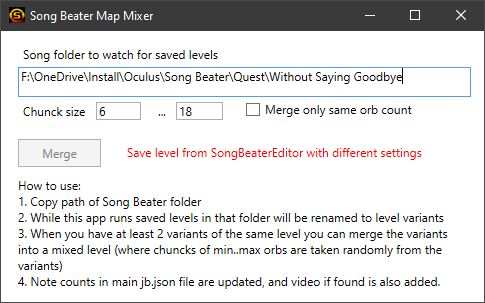 Song Beater Map Mixer
Song folder to watch for saved levels
F:\OneDrive\Install\Oculus\Song Beater\Quest\Without Saying Goodbye
Chunck size 6 ... 18 Merge only same orb count
Merge Save level from SongBeaterEditor with different settings
How to use:
1. Copy path of Song Beater folder
2. While this app runs saved levels in that folder will be renamed to level variants
3. When you have at least 2 variants of the same level you can merge the variants
into a mixed level (where chuncks of min..max orbs are taken randomly from the
variants)
4. Note counts in main jb.json file are updated, and video if found is also added.